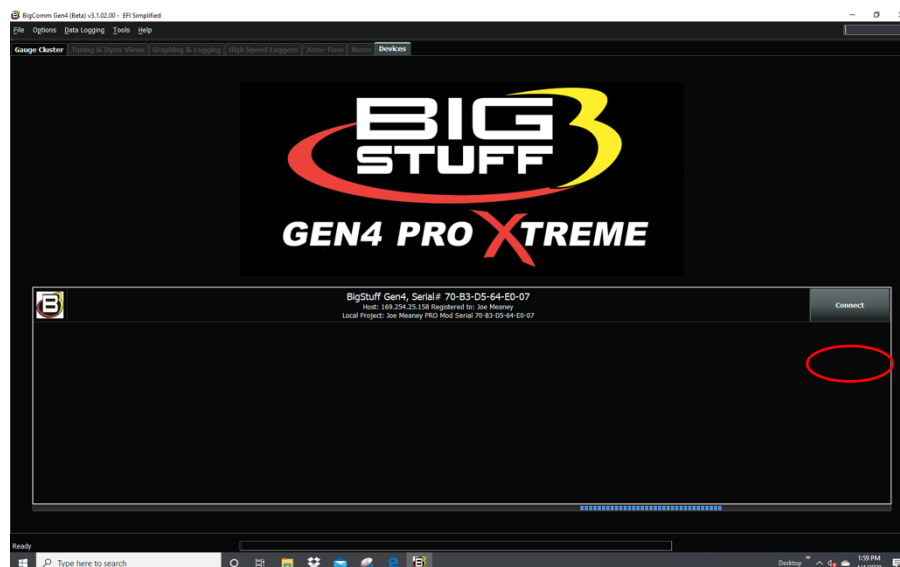 BigComm Gen4 (Beta) v3.1.02.00 - EFI Simplified
File Options Data Logging Tools Help
Gauge Cluster Tuning & Dyno Views Graphing & Logging High Speed Loggers Auto-Tune Notes Devices
BIG
STUFF
3
GEN4 PRO XTREME
BigStuff Gen4, Serial# 70-B3-D5-64-E0-07
Host: 169.254.25.158 Registered to: Joe Meaney
Local Project: Joe Meaney PRO Mod Serial 70-B3-D5-64-E0-67
Connect
Ready
Type here to search
Desktop
1:59 PM